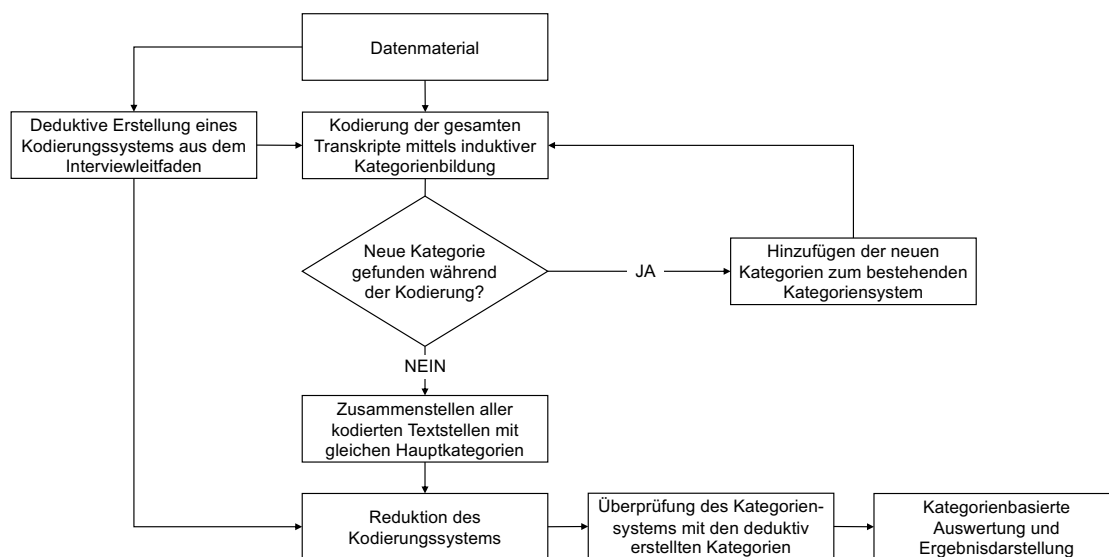 Datenmaterial
Deduktive Erstellung eines
Kodierungssystems aus dem
Interviewleitfaden
Kodierung der gesamten
Transkripte mittels induktiver
Kategorienbildung
Neue Kategorie
gefunden während
der Kodierung?
JA
Hinzufügen der neuen
Kategorien zum bestehenden
Kategoriensystem
NEIN
Zusammenstellen aller
kodierten Textstellen mit
gleichen Hauptkategorien
Reduktion des
Kodierungssystems
Überprüfung des Kategorien-
systems mit den deduktiv
erstellten Kategorien
Kategorienbasierte
Auswertung und
Ergebnisdarstellung